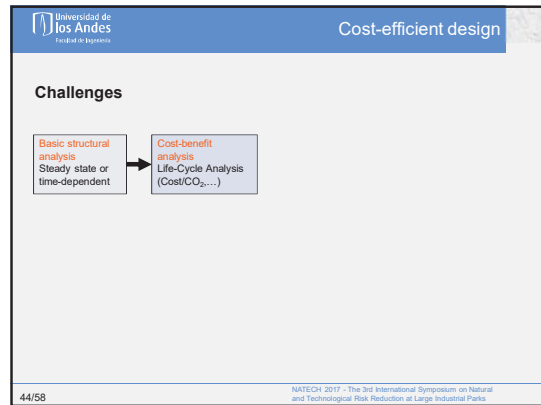 Universidad de
los Andes
Facultad de Ingeniería
Cost-efficient design
Challenges
Basic structural
analysis
Steady state or
time-dependent
Cost-benefit
analysis
Life-Cycle Analysis
(Cost/CO₂,…)
44/58
NATECH 2017 - The 3rd International Symposium on Natural
and Technological Risk Reduction at Large Industrial Parks